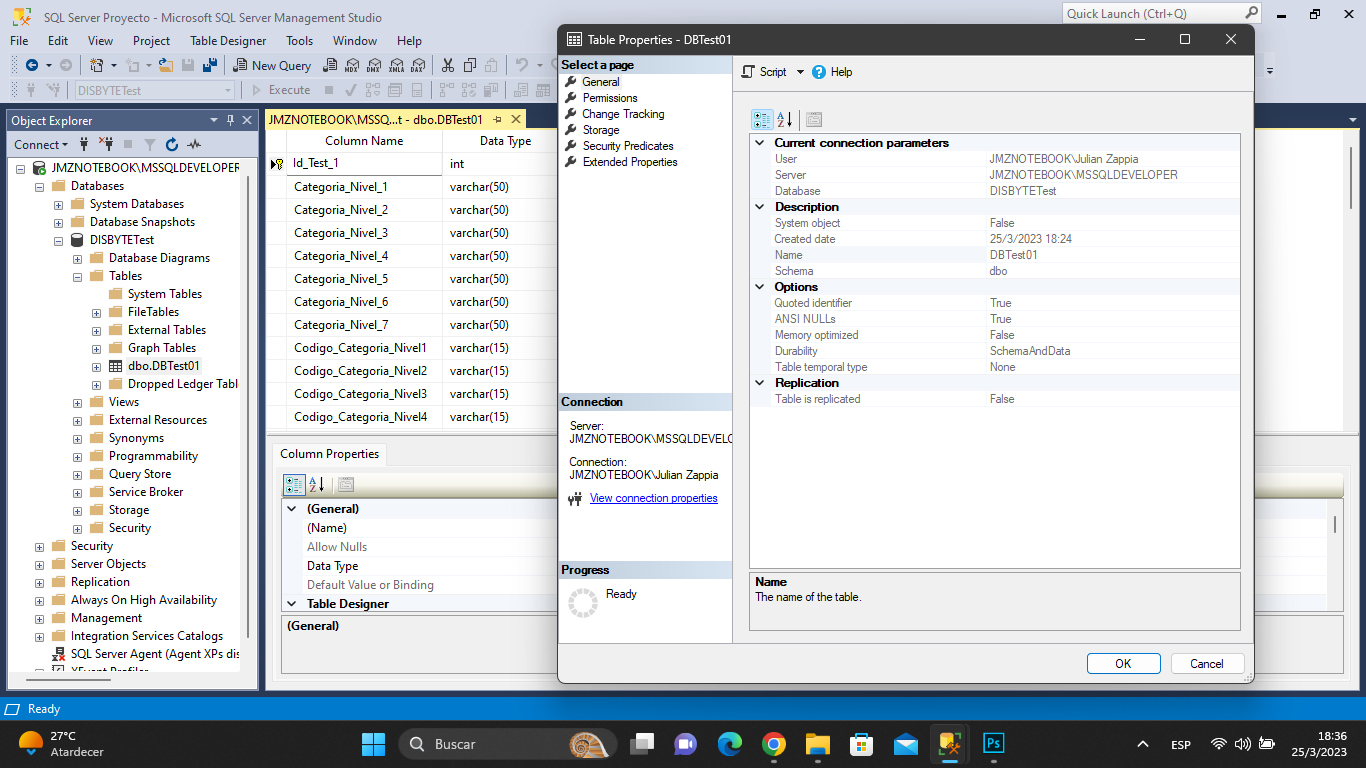 SQL Server Proyecto - Microsoft SQL Server Management Studio
Quick Launch (Ctrl+Q)
File Edit View Project Table Designer Tools Window Help
New Query
MDX DMX XMLA DAX
DISBYTETest
Execute
Object Explorer
Connect
JMZNOTEBOOK\MSSQLDEVELOPER
Databases
System Databases
Database Snapshots
DISBYTETest
Database Diagrams
Tables
System Tables
FileTables
External Tables
Graph Tables
dbo.DBTest01
Dropped Ledger Tabl
Views
External Resources
Synonyms
Programmability
Query Store
Service Broker
Storage
Security
Security
Server Objects
Replication
Always On High Availability
Management
Integration Services Catalogs
SQL Server Agent (Agent XPs dis
XEvent Profiler
JMZNOTEBOOK\MSSQ...t - dbo.DBTest01
Column Name Data Type
Id_Test_1 int
Categoria_Nivel_1 varchar(50)
Categoria_Nivel_2 varchar(50)
Categoria_Nivel_3 varchar(50)
Categoria_Nivel_4 varchar(50)
Categoria_Nivel_5 varchar(50)
Categoria_Nivel_6 varchar(50)
Categoria_Nivel_7 varchar(50)
Codigo_Categoria_Nivel1 varchar(15)
Codigo_Categoria_Nivel2 varchar(15)
Codigo_Categoria_Nivel3 varchar(15)
Codigo_Categoria_Nivel4 varchar(15)
Column Properties
(General)
(Name)
Allow Nulls
Data Type
Default Value or Binding
Table Designer
(General)
Table Properties - DBTest01
Select a page
General
Permissions
Change Tracking
Storage
Security Predicates
Extended Properties
Connection
Server:
JMZNOTEBOOK\MSSQLDEVELO
Connection:
JMZNOTEBOOK\Julian Zappia
View connection properties
Progress
Ready
Script Help
Current connection parameters
User JMZNOTEBOOK\Julian Zappia
Server JMZNOTEBOOK\MSSQLDEVELOPER
Database DISBYTETest
Description
System object False
Created date 25/3/2023 18:24
Name DBTest01
Schema dbo
Options
Quoted identifier True
ANSI NULLs True
Memory optimized False
Durability SchemaAndData
Table temporal type None
Replication
Table is replicated False
Name
The name of the table.
OK Cancel
Ready
27°C
Atardecer
Buscar
Ps
ESP
18:36
25/3/2023